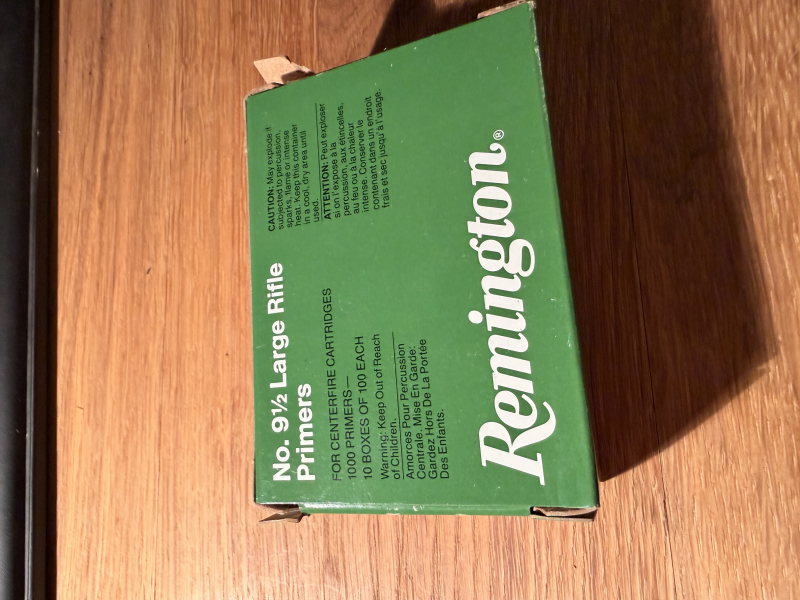 No. 9½ Large Rifle
Primers
FOR CENTERFIRE CARTRIDGES
1000 PRIMERS—
10 BOXES OF 100 EACH
Warning: Keep Out of Reach
of Children.
Amorces Pour Percussion
Centrale. Mise En Garde:
Gardez Hors De La Portée
Des Enfants.
CAUTION: May explode if
subjected to percussion,
sparks, flame or intense
heat. Keep this container
in a cool, dry area until
used.
ATTENTION: Peut exploser
si on l'expose à la
percussion, aux etincelles,
au feu ou à la chaleur
intense. Conserver le
contenant dans un endroit
frais et sec jusqu'à l'usage.
Remington®